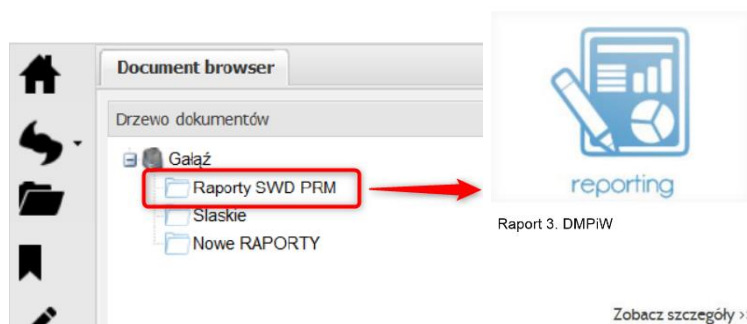 Document browser
Drzewo dokumentów
Gałąź
Raporty SWD PRM
Slaskie
Nowe RAPORTY
reporting
Raport 3. DMPiW
Zobacz szczegóły >